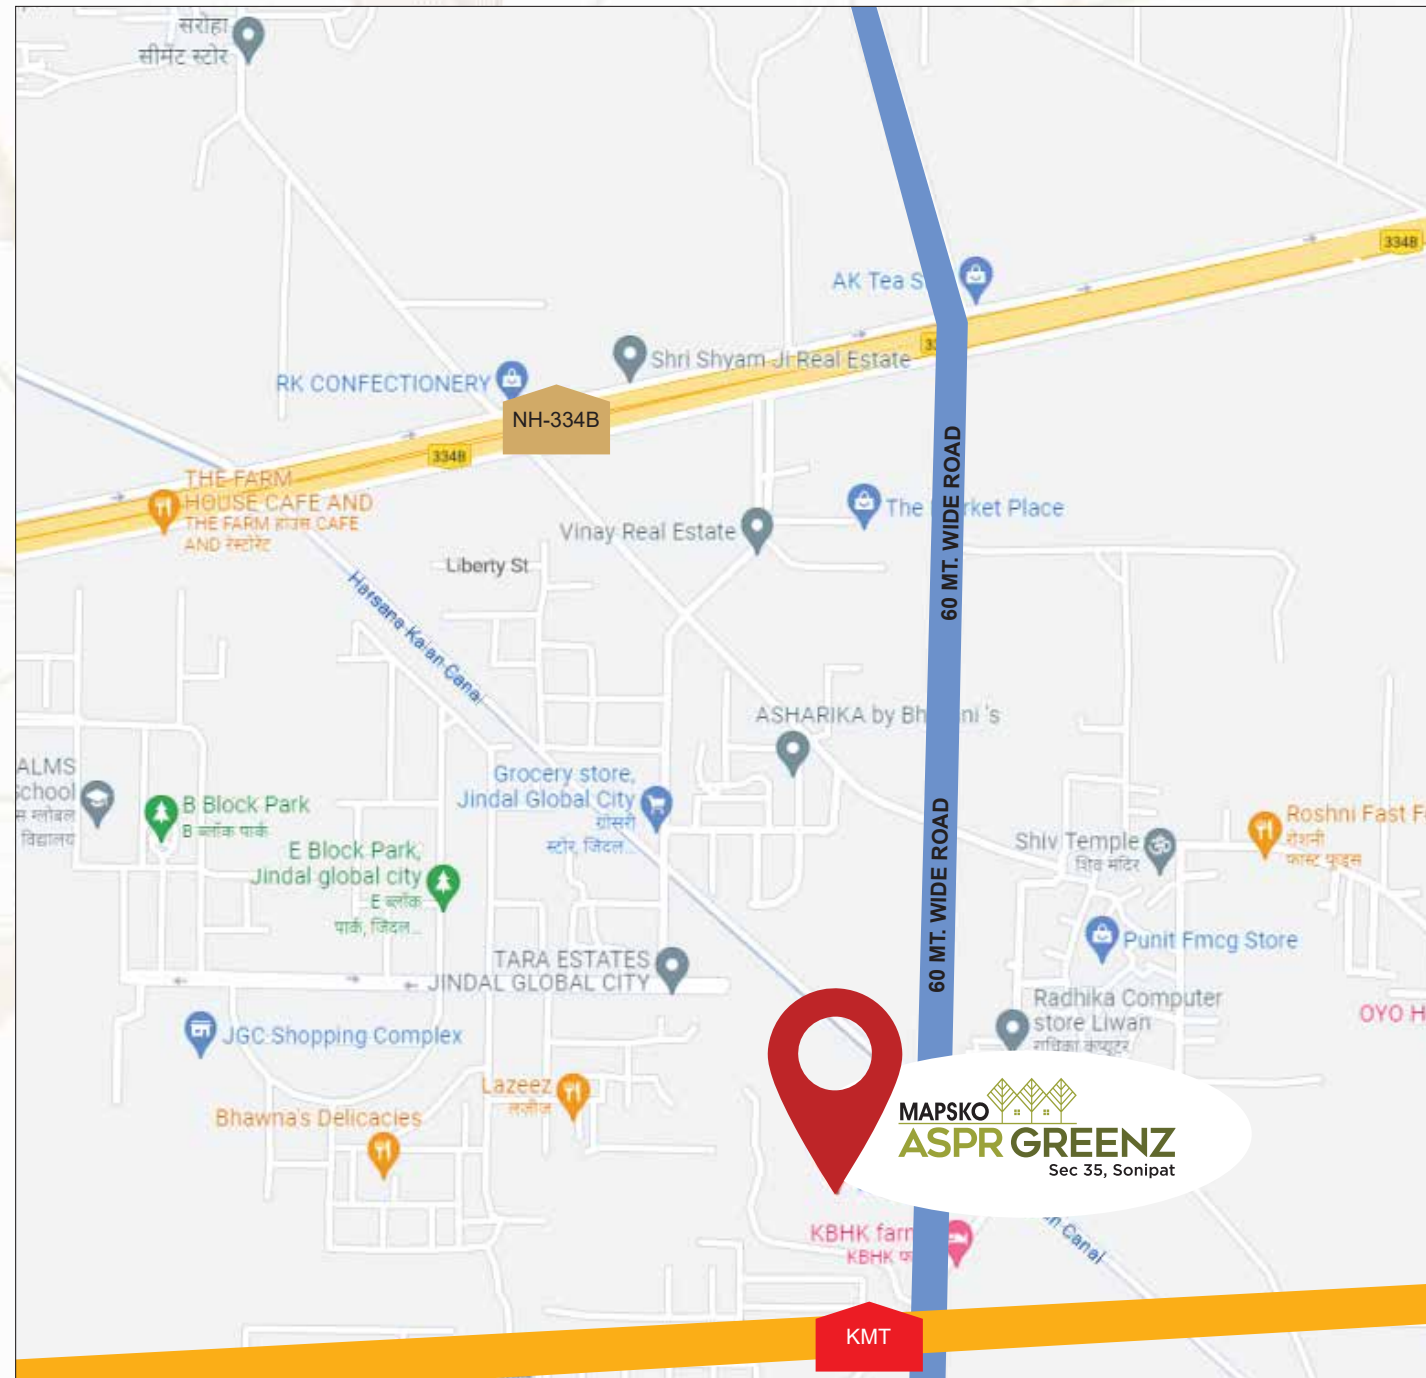 सरोहा
सीमेंट स्टोर
334B
AK Tea
Shri Shyam Ji Real Estate
RK CONFECTIONERY
NH-334B
334B
THE FARM
HOUSE CAFE AND
THE FARM हाउस CAFE
AND रेस्टोरेंट
60 MT. WIDE ROAD
The Market Place
Vinay Real Estate
Liberty St
Harsana Kalan Canal
ASHARIKA by
ni 's
ALMS
School
स ग्लोबल
विद्यालय
B Block Park
B ब्लॉक पार्क
Grocery store,
Jindal Global City
ग्रोसरी
स्टोर, जिंदल...
60 MT. WIDE ROAD
Roshni Fast
रोशनी
फास्ट फूड्स
Shiv Temple
शिव मंदिर
E Block Park,
Jindal global city
E ब्लॉक
पार्क, जिंदल...
Punit Fmcg Store
TARA ESTATES
JINDAL GLOBAL CITY
Radhika Computer
store Liwan
राधिका कंप्यूटर
OYO H
JGC Shopping Complex
Lazeez
लज़ीज़
Bhawna's Delicacies
MAPSKO
ASPR GREENZ
Sec 35, Sonipat
KBHK farm
KBHK
Canal
KMT